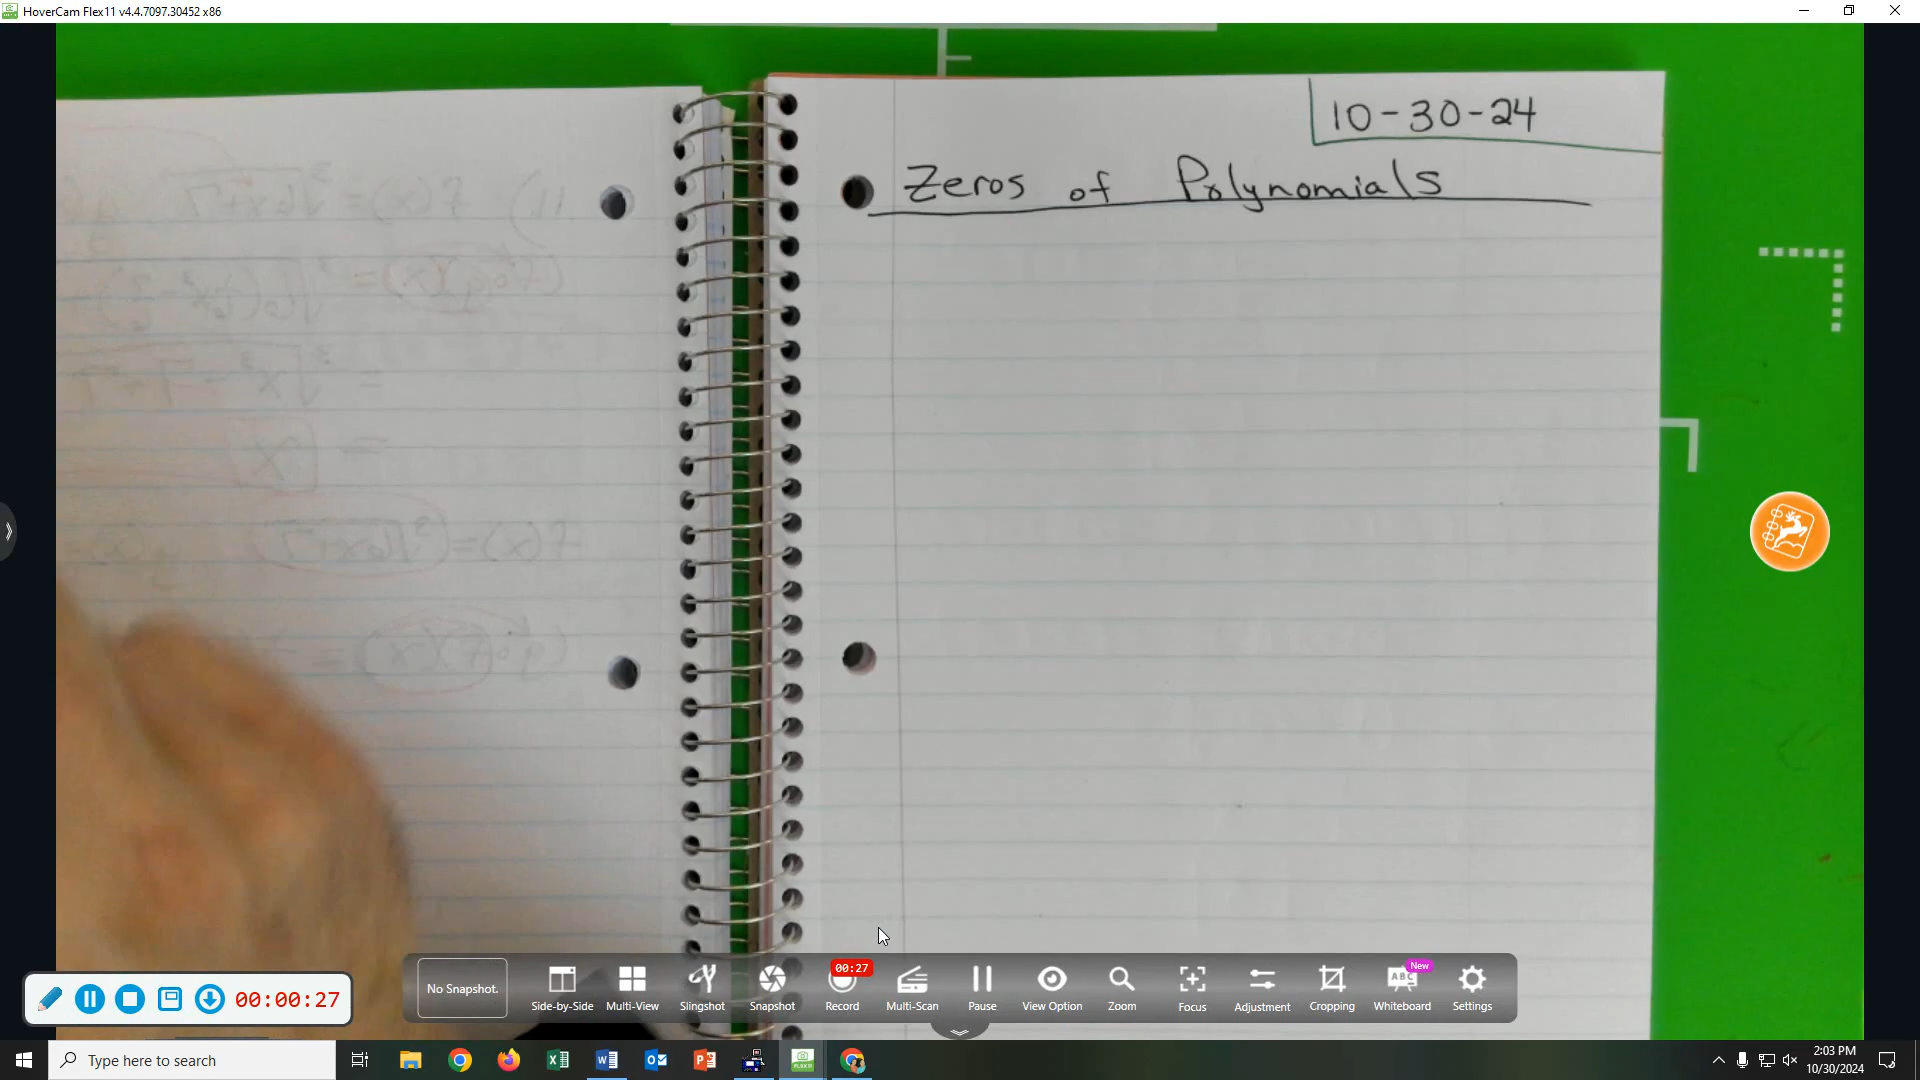 HoverCam Flex11 v4.4.7097.30452 x86
10-30-24
Zeros of Polynomials
No Snapshot.
Side-by-Side
Multi-View
Slingshot
Snapshot
00:27
Record
Multi-Scan
Pause
View Option
Zoom
Focus
Adjustment
Cropping
New
ABC
Whiteboard
Settings
00:00:27
Type here to search
FLEX11
2:03 PM
10/30/2024